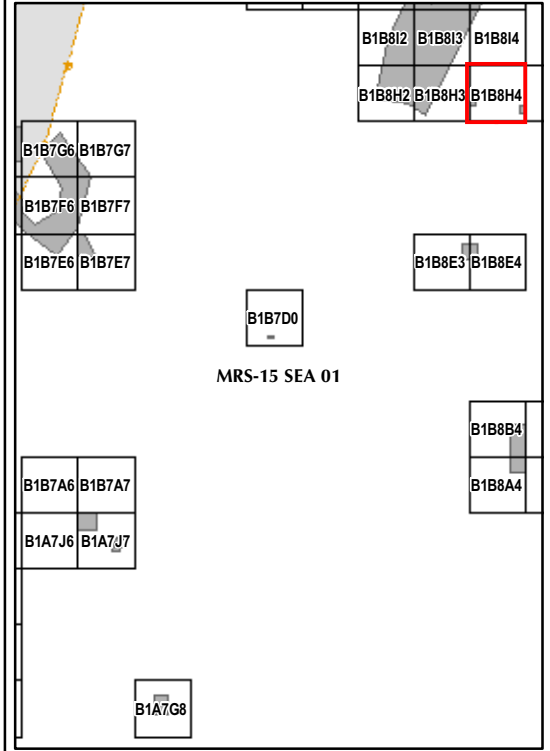 B1B8I2 B1B8I3 B1B8I4
B1B8H2 B1B8H3 B1B8H4
B1B7G6 B1B7G7
B1B7F6 B1B7F7
B1B7E6 B1B7E7 B1B8E3 B1B8E4
B1B7D0
MRS-15 SEA 01
B1B8B4
B1B7A6 B1B7A7 B1B8A4
B1A7J6 B1A7J7
B1A7G8